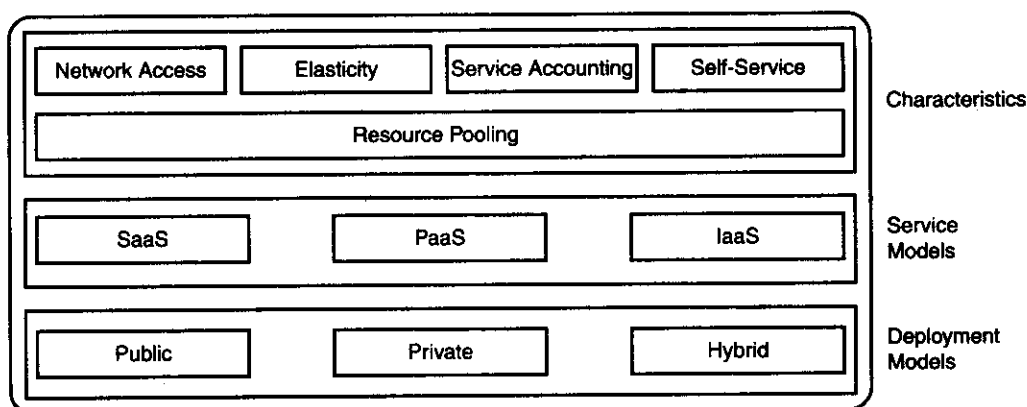 Network Access
Elasticity
Service Accounting
Self-Service
Resource Pooling
Characteristics
SaaS
PaaS
IaaS
Service
Models
Public
Private
Hybrid
Deployment
Models